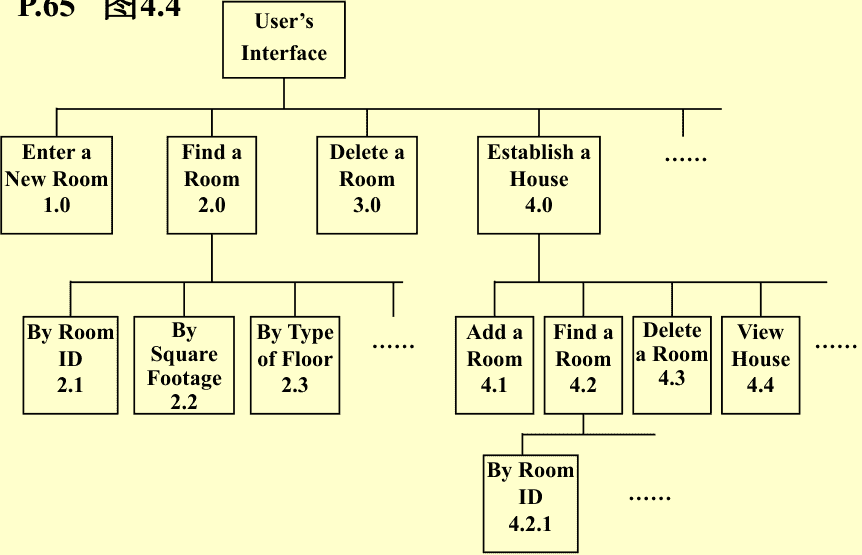 P.65 图4.4
User's
Interface
Enter a
New Room
1.0
Find a
Room
2.0
Delete a
Room
3.0
Establish a
House
4.0
……
By Room
ID
2.1
By
Square
Footage
2.2
By Type
of Floor
2.3
……
Add a
Room
4.1
Find a
Room
4.2
Delete
a Room
4.3
View
House
4.4
……
By Room
ID
4.2.1
……